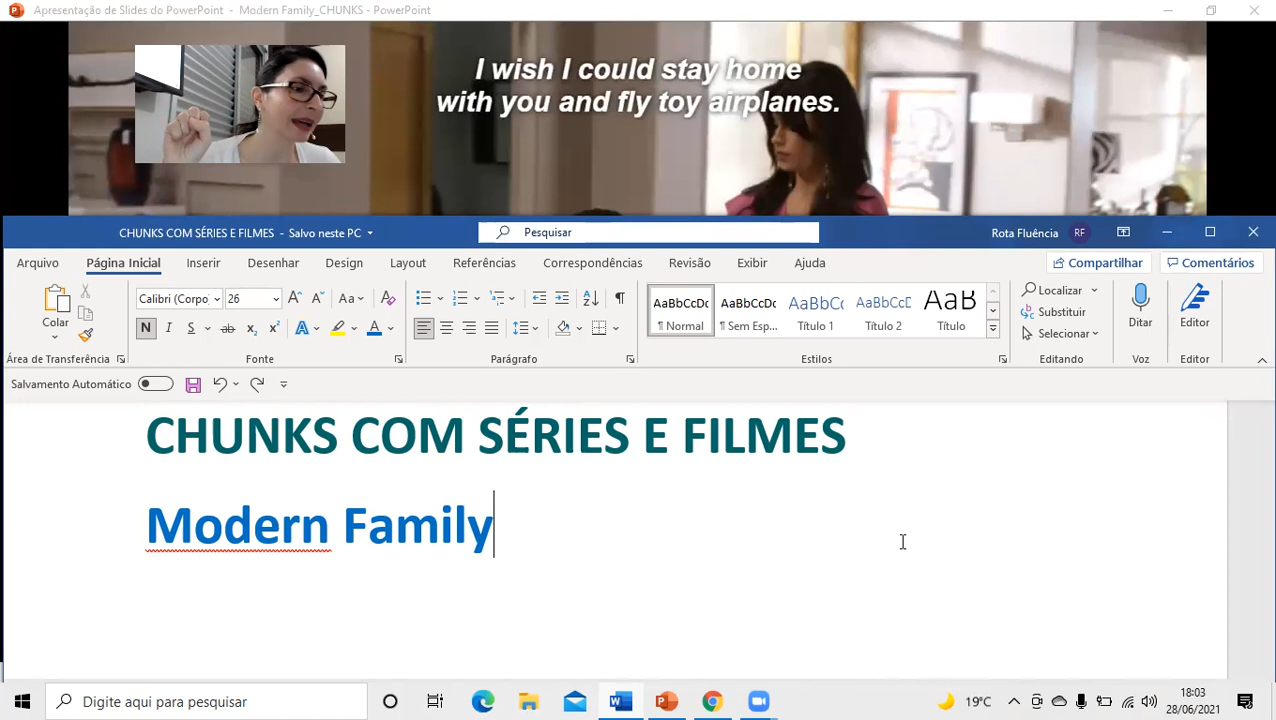 Apresentação de Slides do PowerPoint - Modern Family_CHUNKS - PowerPoint
I wish I could stay home
with you and fly toy airplanes.
CHUNKS COM SÉRIES E FILMES - Salvo neste PC
Pesquisar
Rota Fluência RF
Arquivo Página Inicial Inserir Desenhar Design Layout Referências Correspondências Revisão Exibir Ajuda Compartilhar Comentários
Colar
Calibri (Corpo) 26 Aa
N I S ab x₂ x² A A
AaBbCcDc AaBbCcDc AaBbCc AaBbCcD AaB
¶ Normal ¶ Sem Esp... Título 1 Título 2 Título
Localizar
Substituir
Selecionar
Ditar
Editor
Área de Transferência Fonte Parágrafo Estilos Editando Voz Editor
Salvamento Automático
CHUNKS COM SÉRIES E FILMES
Modern Family
Digite aqui para pesquisar
19°C
18:03
28/06/2021